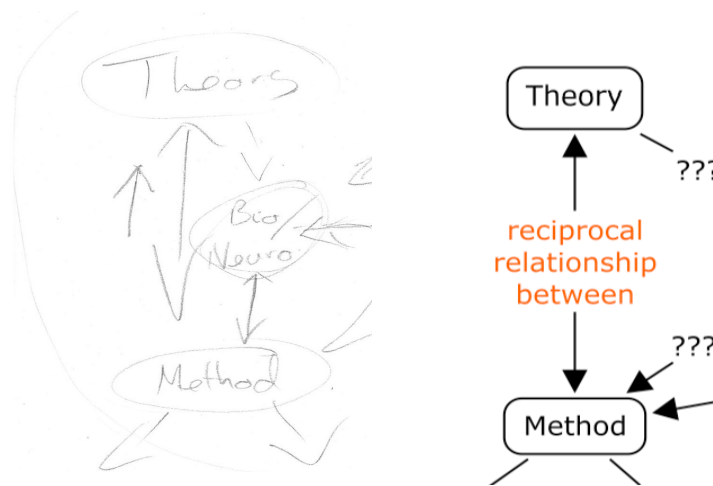 Theory
Bio/
Neuro
Method
Theory
???
reciprocal
relationship
between
???
Method